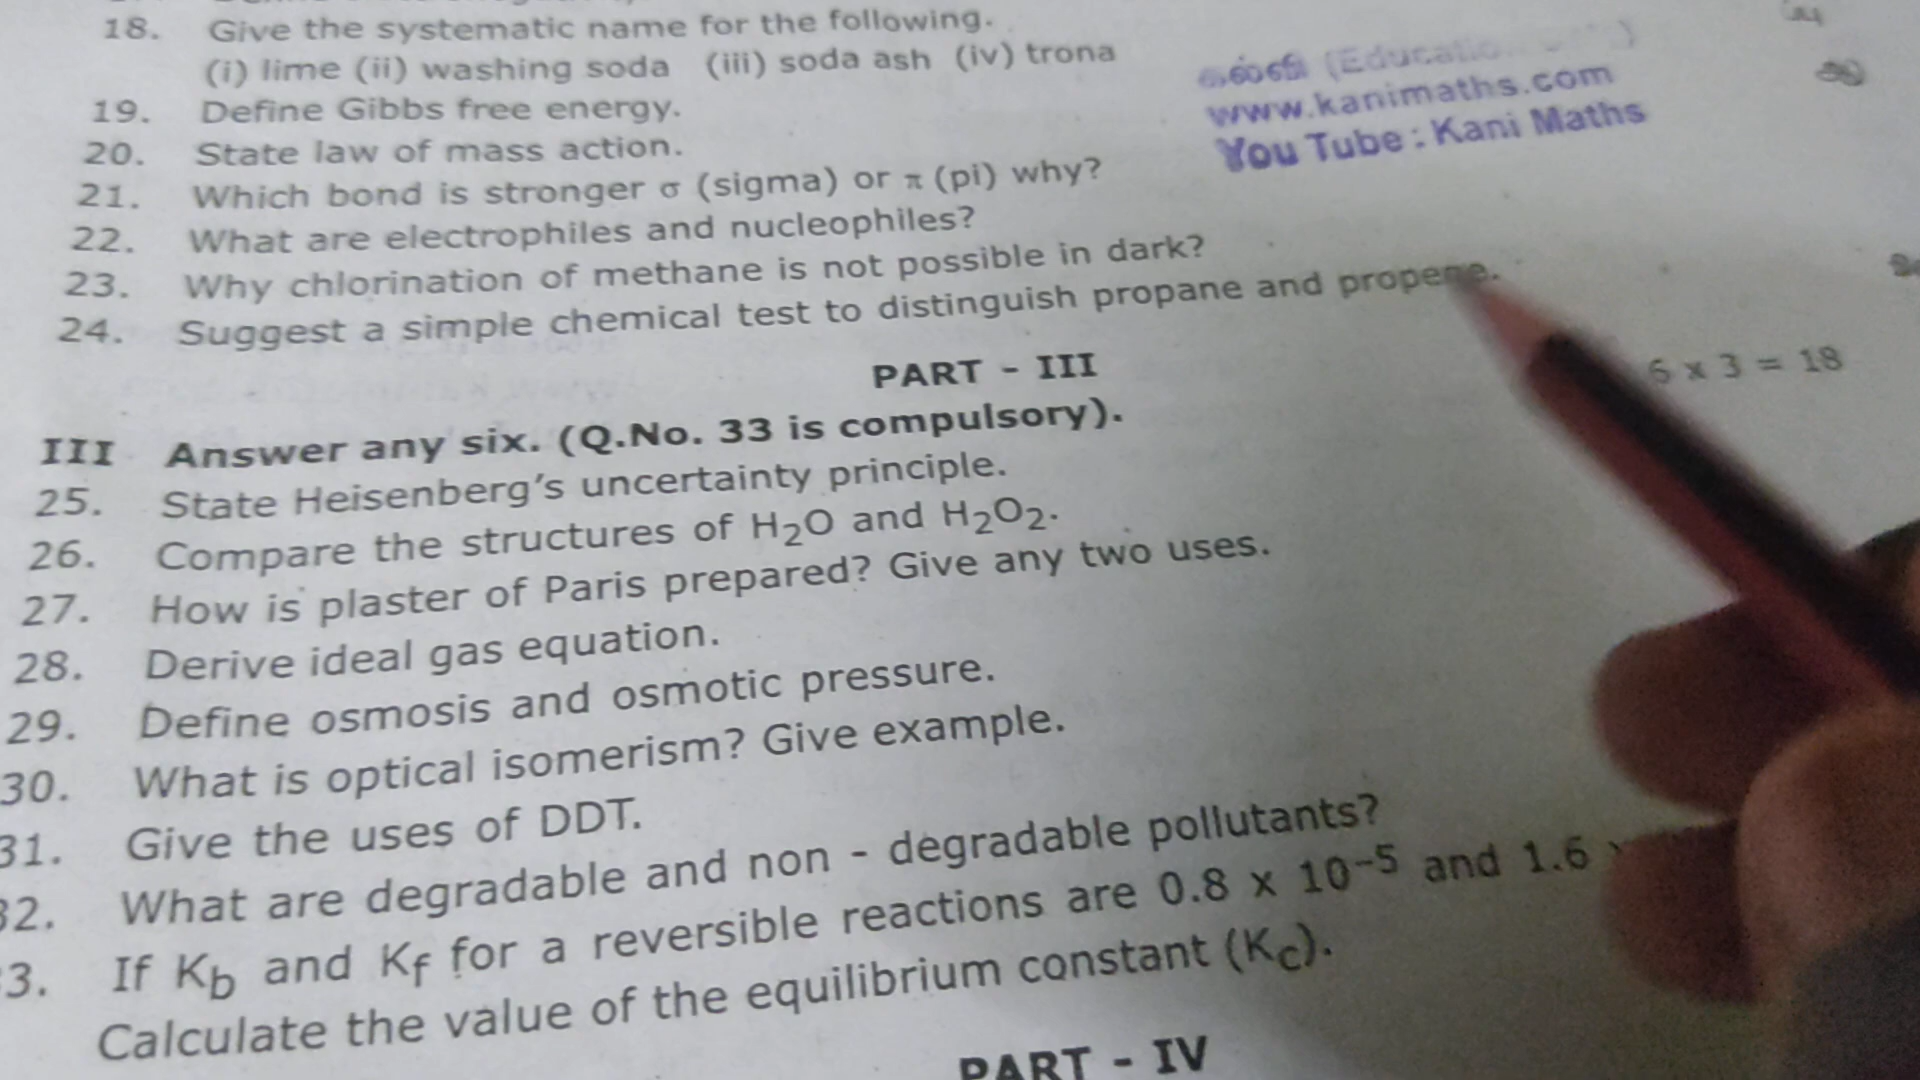 18. Give the systematic name for the following.
(i) lime (ii) washing soda (iii) soda ash (iv) trona
19. Define Gibbs free energy.
20. State law of mass action.
21. Which bond is stronger σ (sigma) or π (pi) why?
22. What are electrophiles and nucleophiles?
23. Why chlorination of methane is not possible in dark?
24. Suggest a simple chemical test to distinguish propane and propene.
கணி (Educatio
www.kanimaths.com
You Tube : Kani Maths
PART - III
6 x 3 = 18
III Answer any six. (Q.No. 33 is compulsory).
25. State Heisenberg's uncertainty principle.
26. Compare the structures of H₂O and H₂O₂.
27. How is plaster of Paris prepared? Give any two uses.
28. Derive ideal gas equation.
29. Define osmosis and osmotic pressure.
30. What is optical isomerism? Give example.
31. Give the uses of DDT.
32. What are degradable and non - degradable pollutants?
3. If Kb and Kf for a reversible reactions are 0.8 x 10⁻⁵ and 1.6
Calculate the value of the equilibrium constant (Kc).
PART - IV